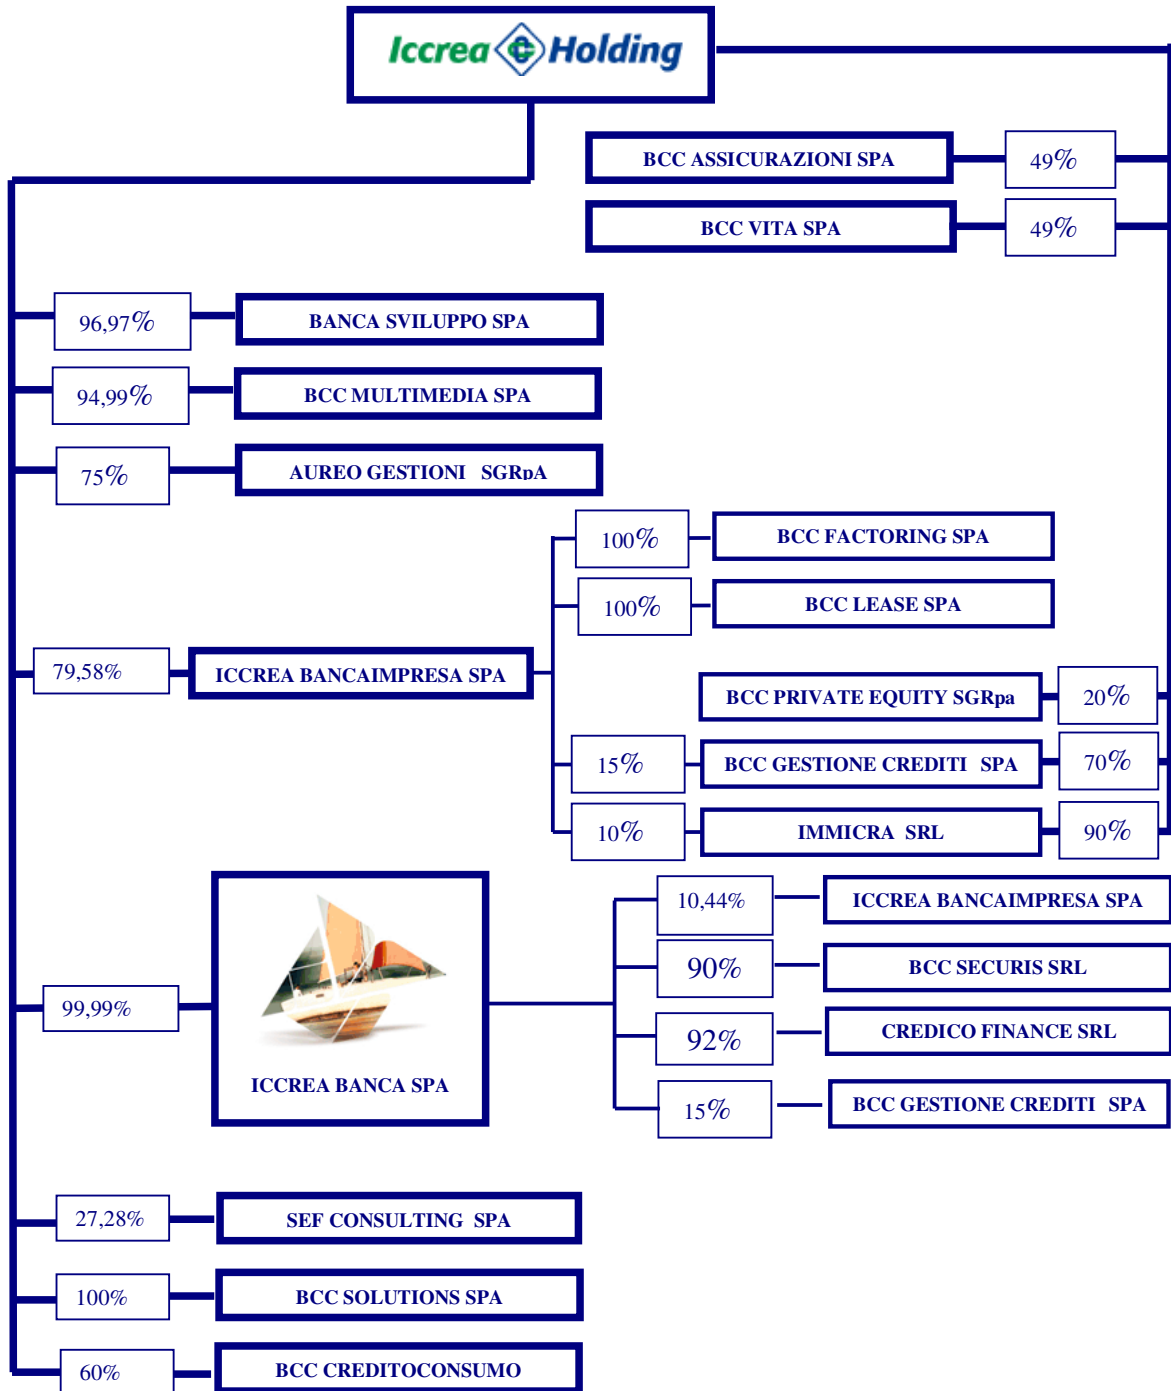 Iccrea Holding
BCC ASSICURAZIONI SPA
49%
BCC VITA SPA
49%
96,97%
BANCA SVILUPPO SPA
94,99%
BCC MULTIMEDIA SPA
75%
AUREO GESTIONI SGRpA
100%
BCC FACTORING SPA
100%
BCC LEASE SPA
79,58%
ICCREA BANCAIMPRESA SPA
BCC PRIVATE EQUITY SGRpa
20%
15%
BCC GESTIONE CREDITI SPA
70%
10%
IMMICRA SRL
90%
10,44%
ICCREA BANCAIMPRESA SPA
90%
BCC SECURIS SRL
99,99%
ICCREA BANCA SPA
92%
CREDICO FINANCE SRL
15%
BCC GESTIONE CREDITI SPA
27,28%
SEF CONSULTING SPA
100%
BCC SOLUTIONS SPA
60%
BCC CREDITOCONSUMO